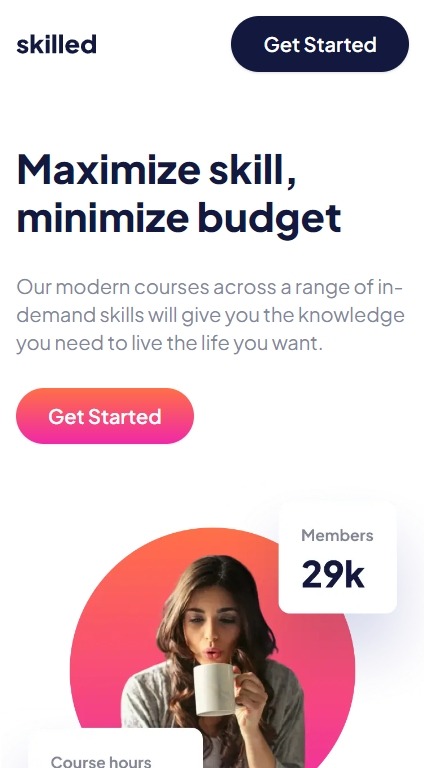 skilled
Get Started
Maximize skill,
minimize budget
Our modern courses across a range of in-
demand skills will give you the knowledge
you need to live the life you want.
Get Started
Members
29k
Course hours